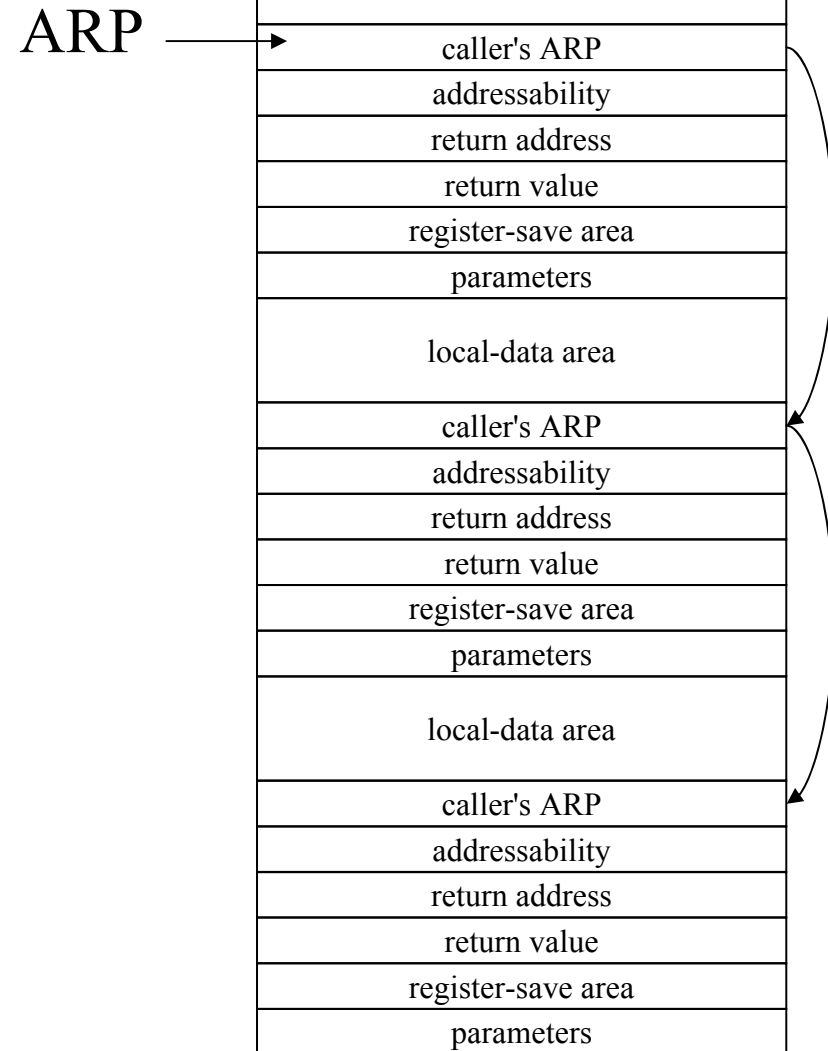 ARP
caller's ARP
addressability
return address
return value
register-save area
parameters
local-data area
caller's ARP
addressability
return address
return value
register-save area
parameters
local-data area
caller's ARP
addressability
return address
return value
register-save area
parameters